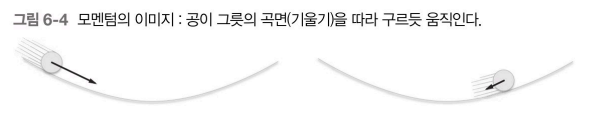 그림 6-4 모멘텀의 이미지 : 공이 그릇의 곡면(기울기)을 따라 구르듯 움직인다.